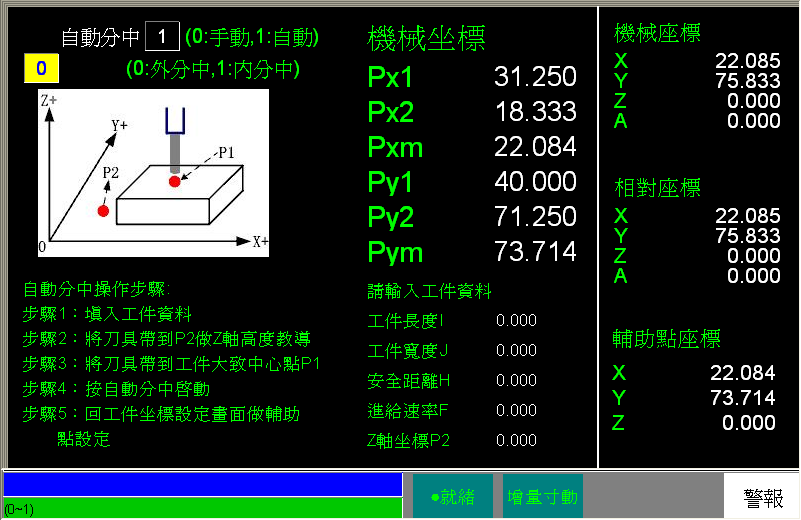 自動分中 1 (0:手動,1:自動)
0 (0:外分中,1:內分中)
Z+
Y+
P1
P2
0
X+
自動分中操作步驟:
步驟1：填入工件資料
步驟2：將刀具帶到P2做Z軸高度教導
步驟3：將刀具帶到工件大致中心點P1
步驟4：按自動分中啓動
步驟5：回工件坐標設定畫面做輔助
點設定
機械坐標
Px1 31.250
Px2 18.333
Pxm 22.084
Py1 40.000
Py2 71.250
Pym 73.714
請輸入工件資料
工件長度I 0.000
工件寬度J 0.000
安全距離H 0.000
進給速率F 0.000
Z軸坐標P2 0.000
機械座標
X 22.085
Y 75.833
Z 0.000
A 0.000
相對座標
X 22.085
Y 75.833
Z 0.000
A 0.000
輔助點座標
X 22.084
Y 73.714
Z 0.000
(0~1)
●就緒
增量寸動
警報